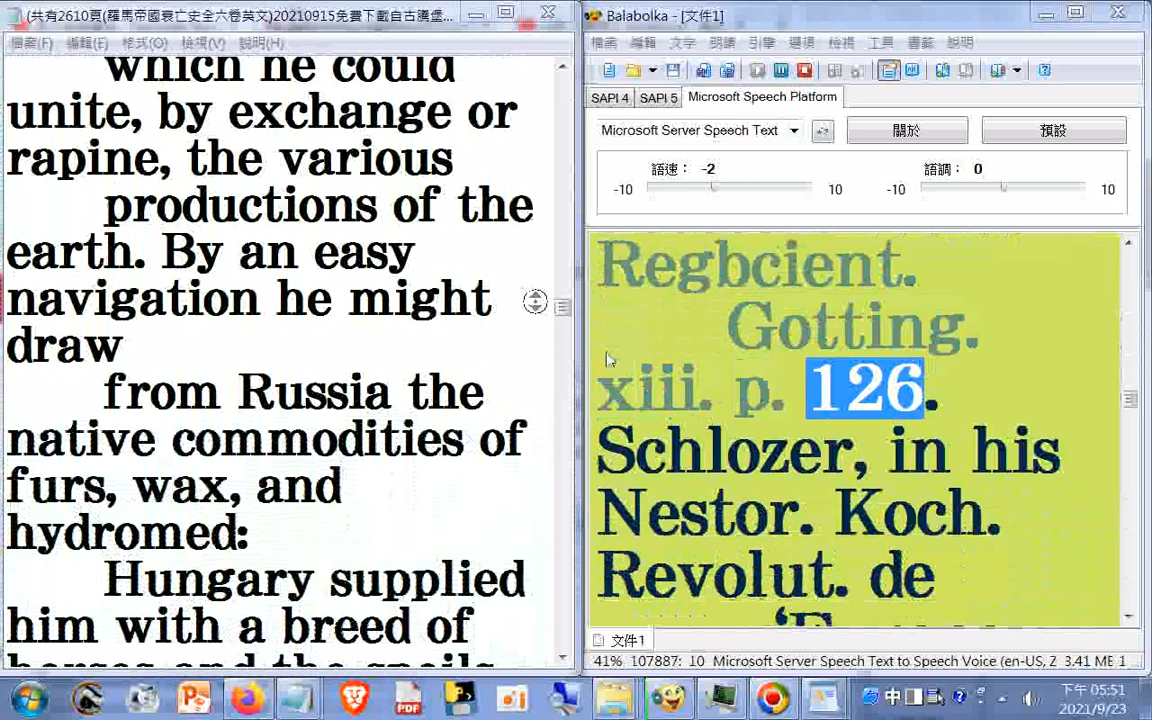 (共有2610頁(羅馬帝國衰亡史全六卷英文)20210915免費下載自古騰堡...
檔案(F) 編輯(E) 格式(O) 檢視(V) 說明(H)
which he could
unite, by exchange or
rapine, the various
productions of the
earth. By an easy
navigation he might
draw
from Russia the
native commodities of
furs, wax, and
hydromed:
Hungary supplied
him with a breed of
horses and the spoils
Balabolka - [文件1]
檔案 編輯 文字 朗讀 引擎 選項 檢視 工具 書籤 說明
SAPI 4 SAPI 5 Microsoft Speech Platform
Microsoft Server Speech Text 關於 預設
語速： -2 語調： 0
-10 10 -10 10
Regbcient.
Gotting.
xiii. p. 126.
Schlozer, in his
Nestor. Koch.
Revolut. de
文件1
41% 107887: 10 Microsoft Server Speech Text to Speech Voice (en-US, Z 3.41 ME 1
PDF 中 下午 05:51
2021/9/23